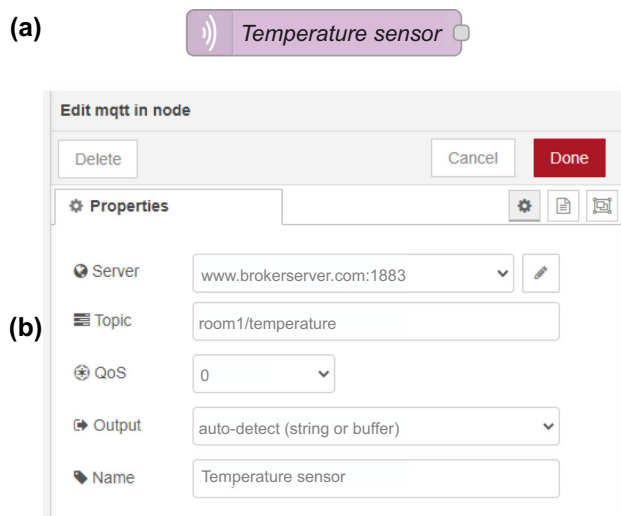 (a)
Temperature sensor
Edit mqtt in node
Delete
Cancel
Done
Properties
Server
www.brokerserver.com:1883
(b)
Topic
room1/temperature
QoS
0
Output
auto-detect (string or buffer)
Name
Temperature sensor